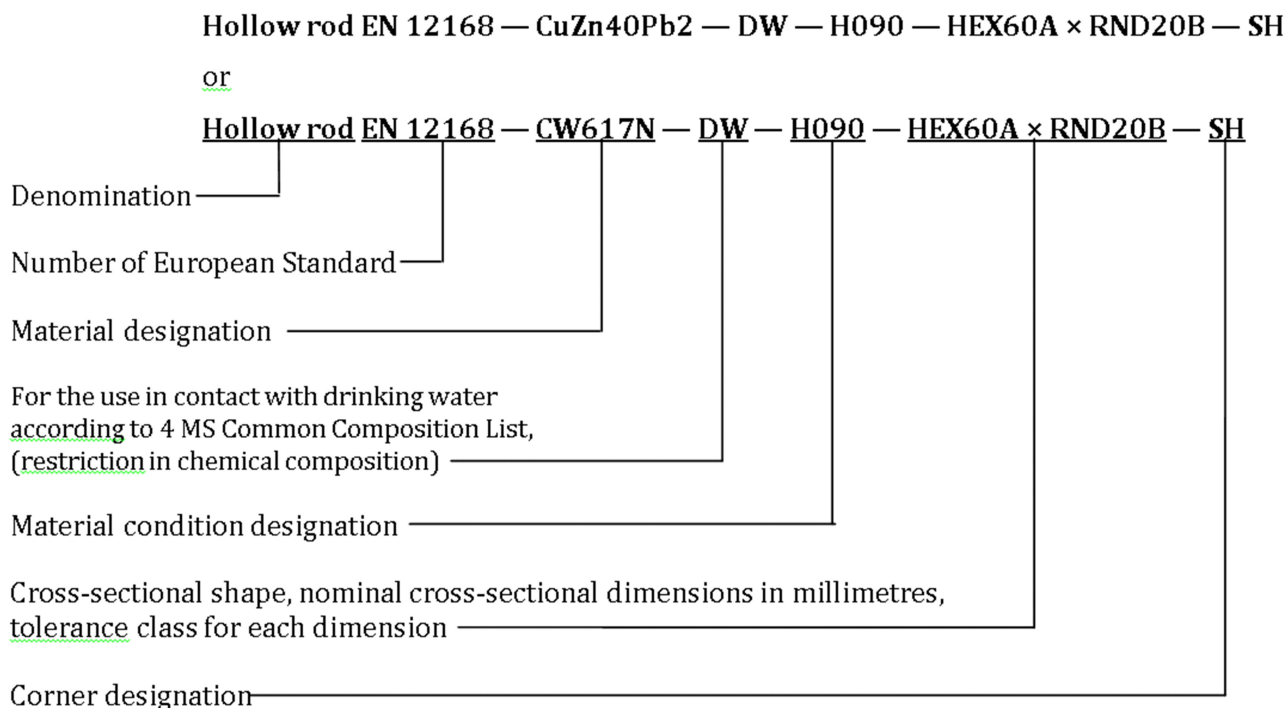 Hollow rod EN 12168 — CuZn40Pb2 — DW — H090 — HEX60A × RND20B — SH
or
Hollow rod EN 12168 — CW617N — DW — H090 — HEX60A × RND20B — SH
Denomination
Number of European Standard
Material designation
For the use in contact with drinking water
according to 4 MS Common Composition List,
(restriction in chemical composition)
Material condition designation
Cross-sectional shape, nominal cross-sectional dimensions in millimetres,
tolerance class for each dimension
Corner designation